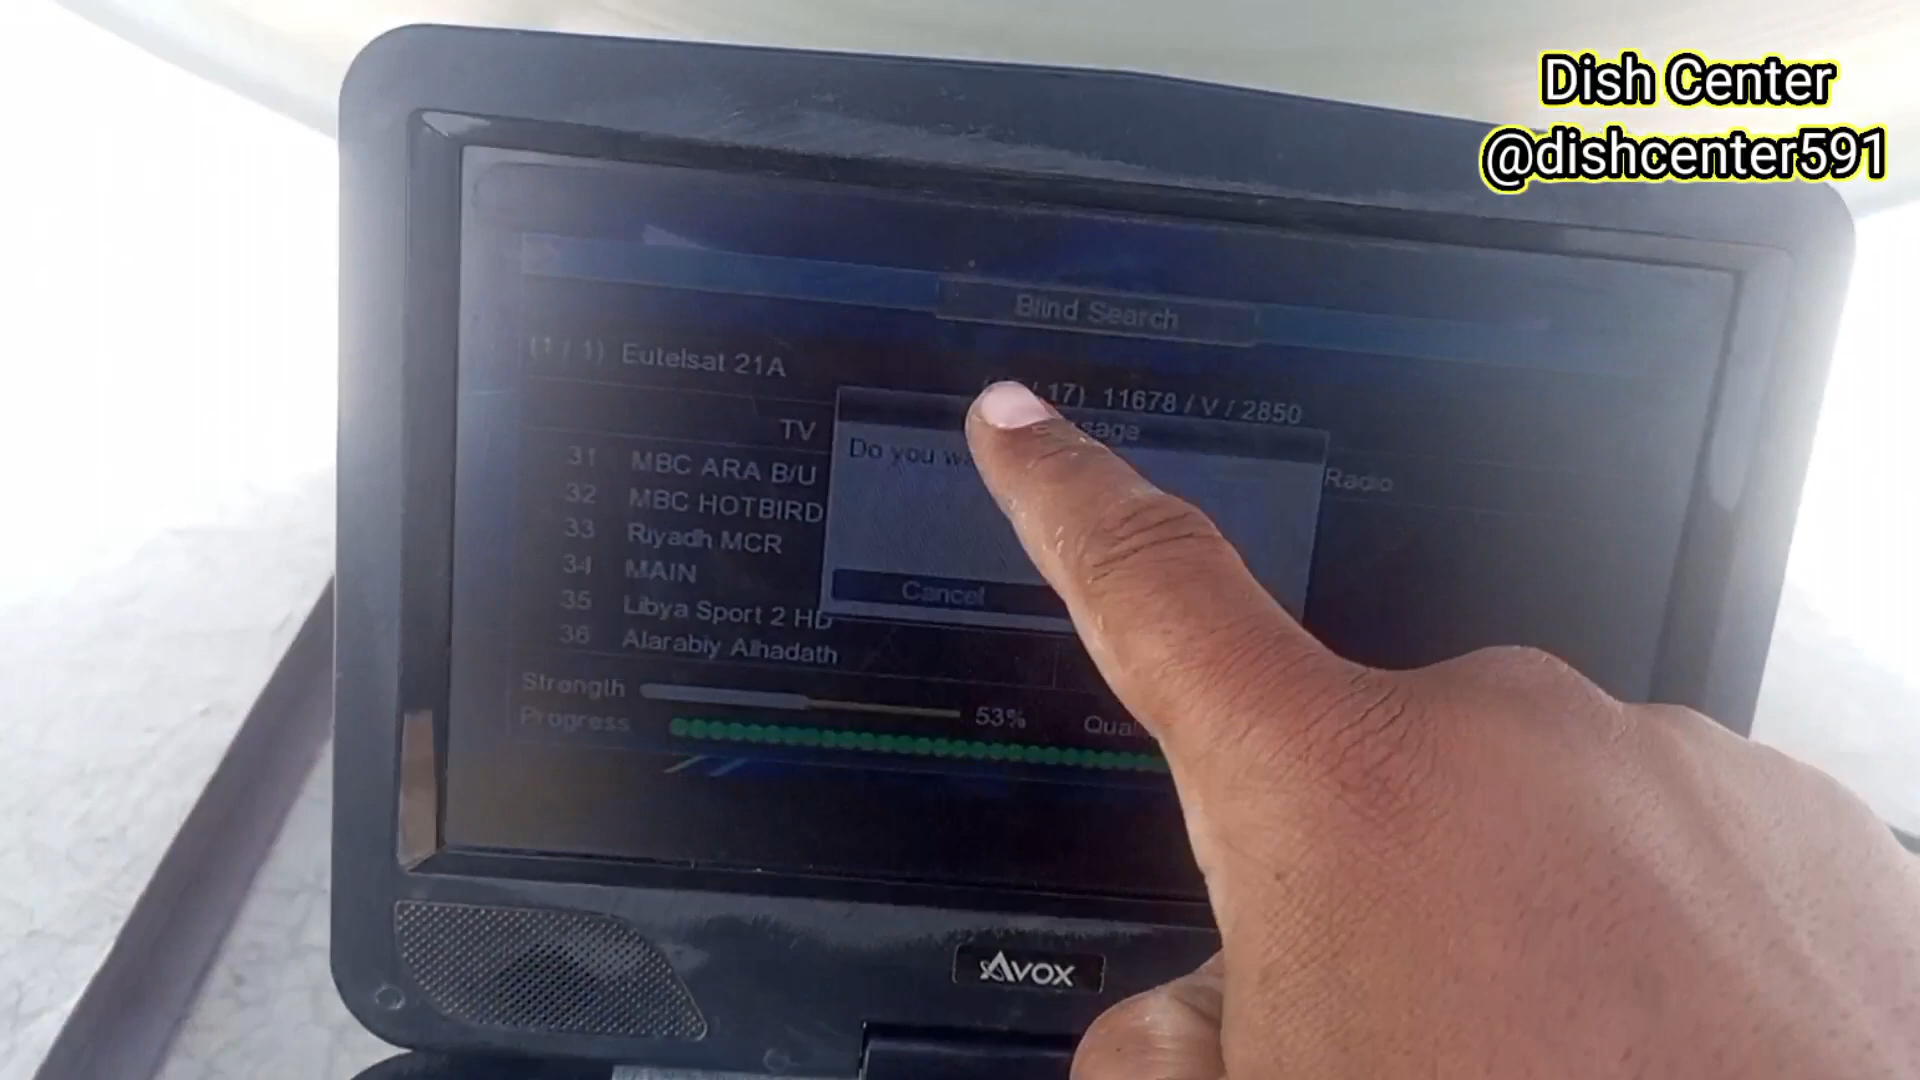 Dish Center
@dishcenter591
Blind Search
(1 / 1) Eutelsat 21A
/ 17) 11678 / V / 2850
TV
Radio
Do you
31 MBC ARA B/U
32 MBC HOTBIRD
33 Riyadh MCR
34 MAIN
Cancel
35 Libya Sport 2 HD
36 Alarabiy Alhadath
Strength 53%
Progress
AVOX